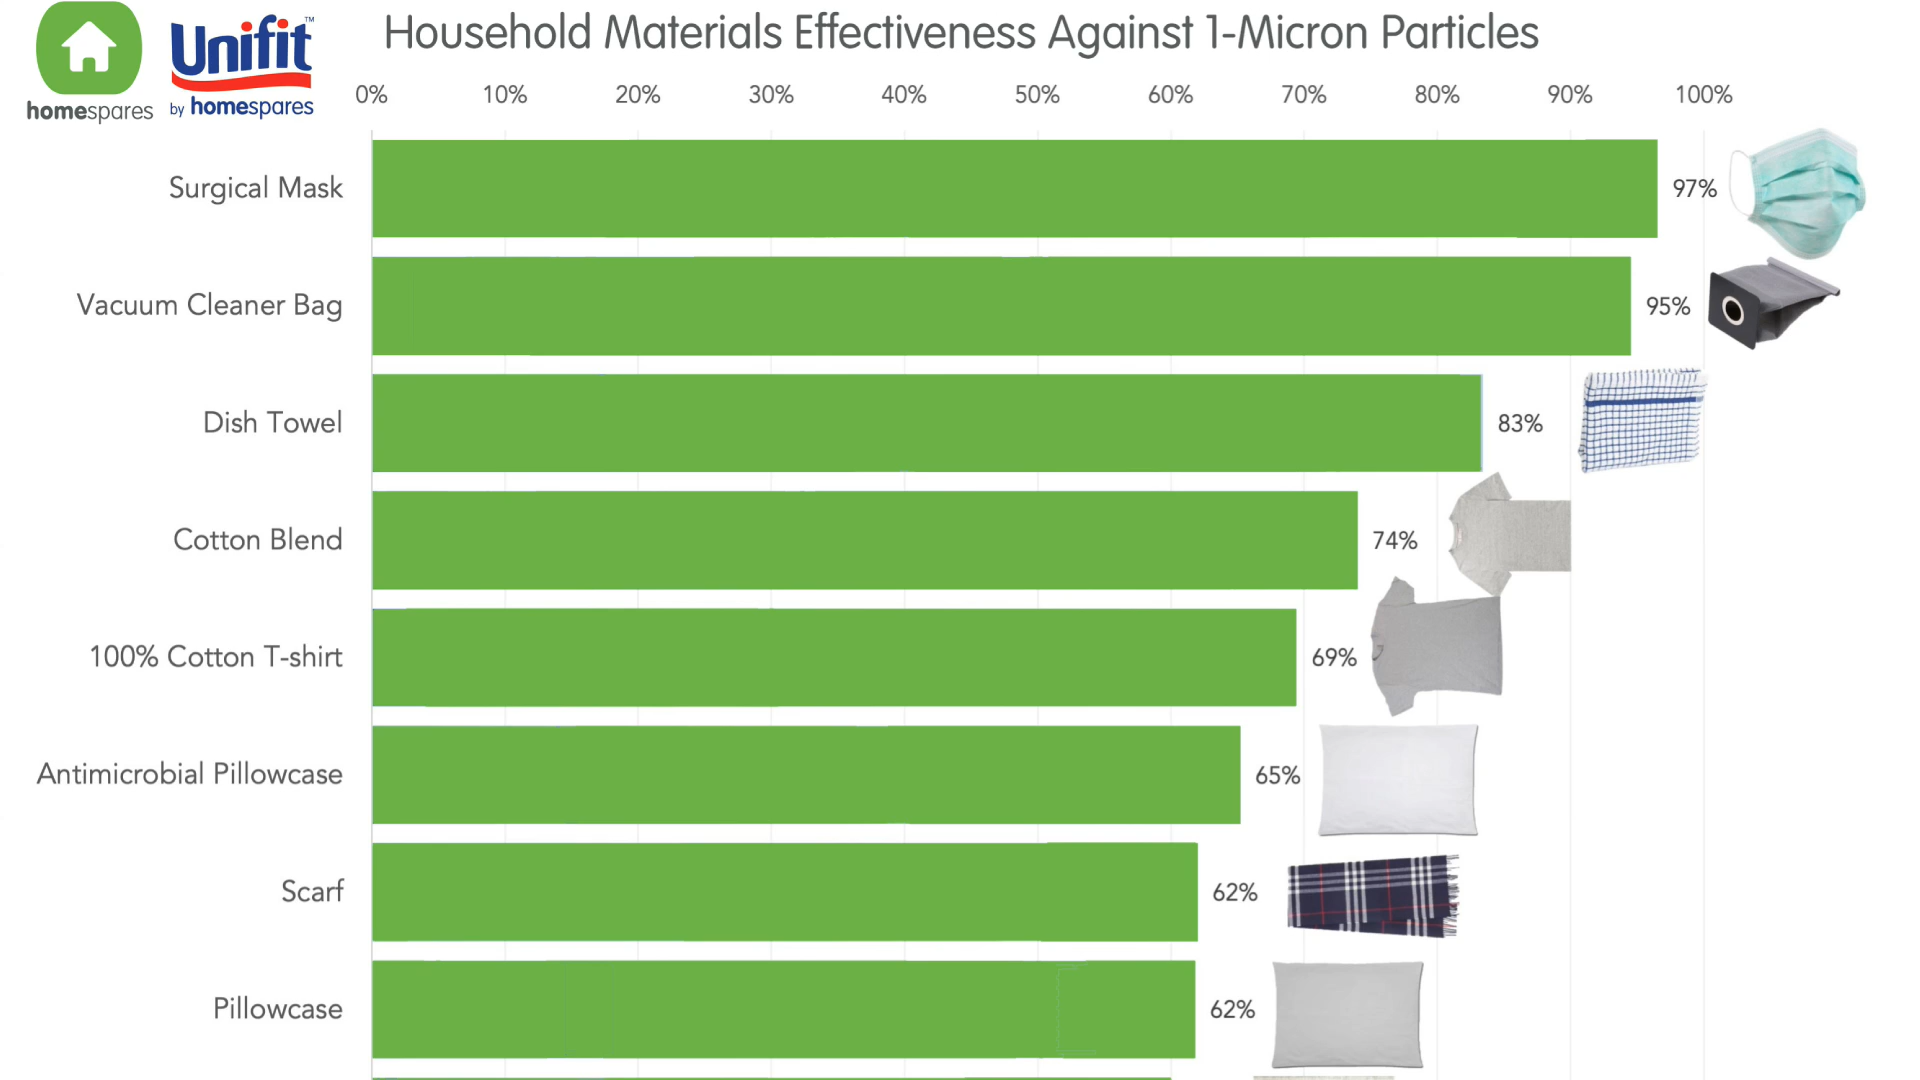 Household Materials Effectiveness Against 1-Micron Particles
homespares
Unifit™
by homespares
0% 10% 20% 30% 40% 50% 60% 70% 80% 90% 100%
Surgical Mask 97%
Vacuum Cleaner Bag 95%
Dish Towel 83%
Cotton Blend 74%
100% Cotton T-shirt 69%
Antimicrobial Pillowcase 65%
Scarf 62%
Pillowcase 62%